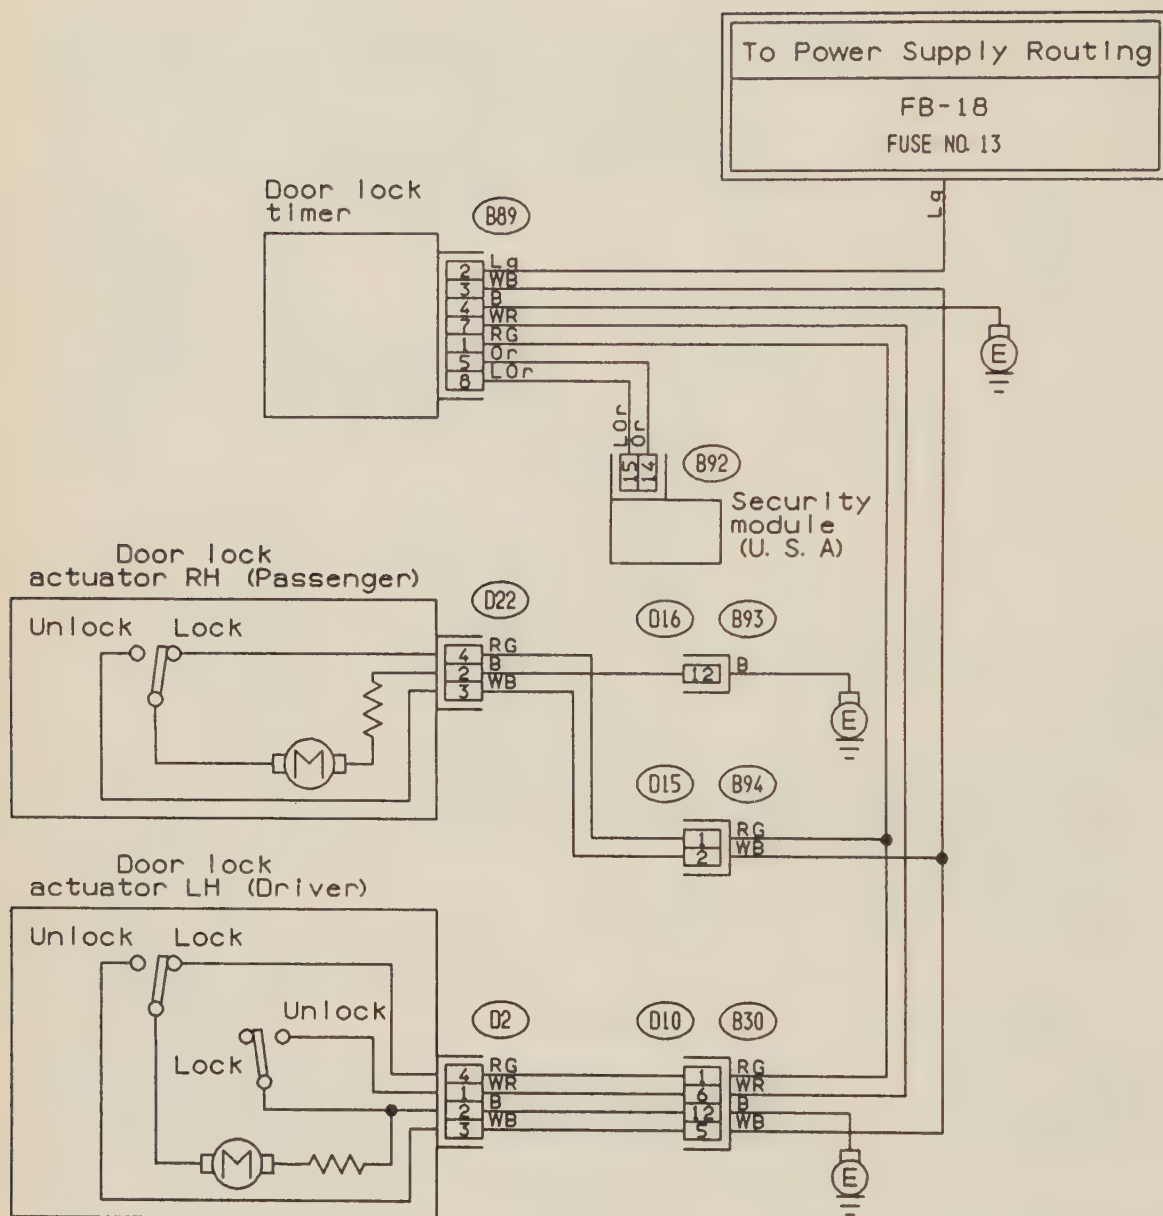 To Power Supply Routing
FB-18
FUSE NO. 13
Lg
Door lock
timer
B89
2 Lg
3 WB
4 B
7 WR
1 RG
5 Or
8 LOr
E
LOr
Or
15
14
B92
Security
module
(U. S. A)
Door lock
actuator RH (Passenger)
Unlock Lock
D22
4 RG
2 B
3 WB
M
D16 B93
12 B
E
D15 B94
1 RG
2 WB
Door lock
actuator LH (Driver)
Unlock Lock
Unlock
Lock
M
D2
4 RG
1 WR
2 B
3 WB
D10 B30
1 RG
6 WR
12 B
5 WB
E